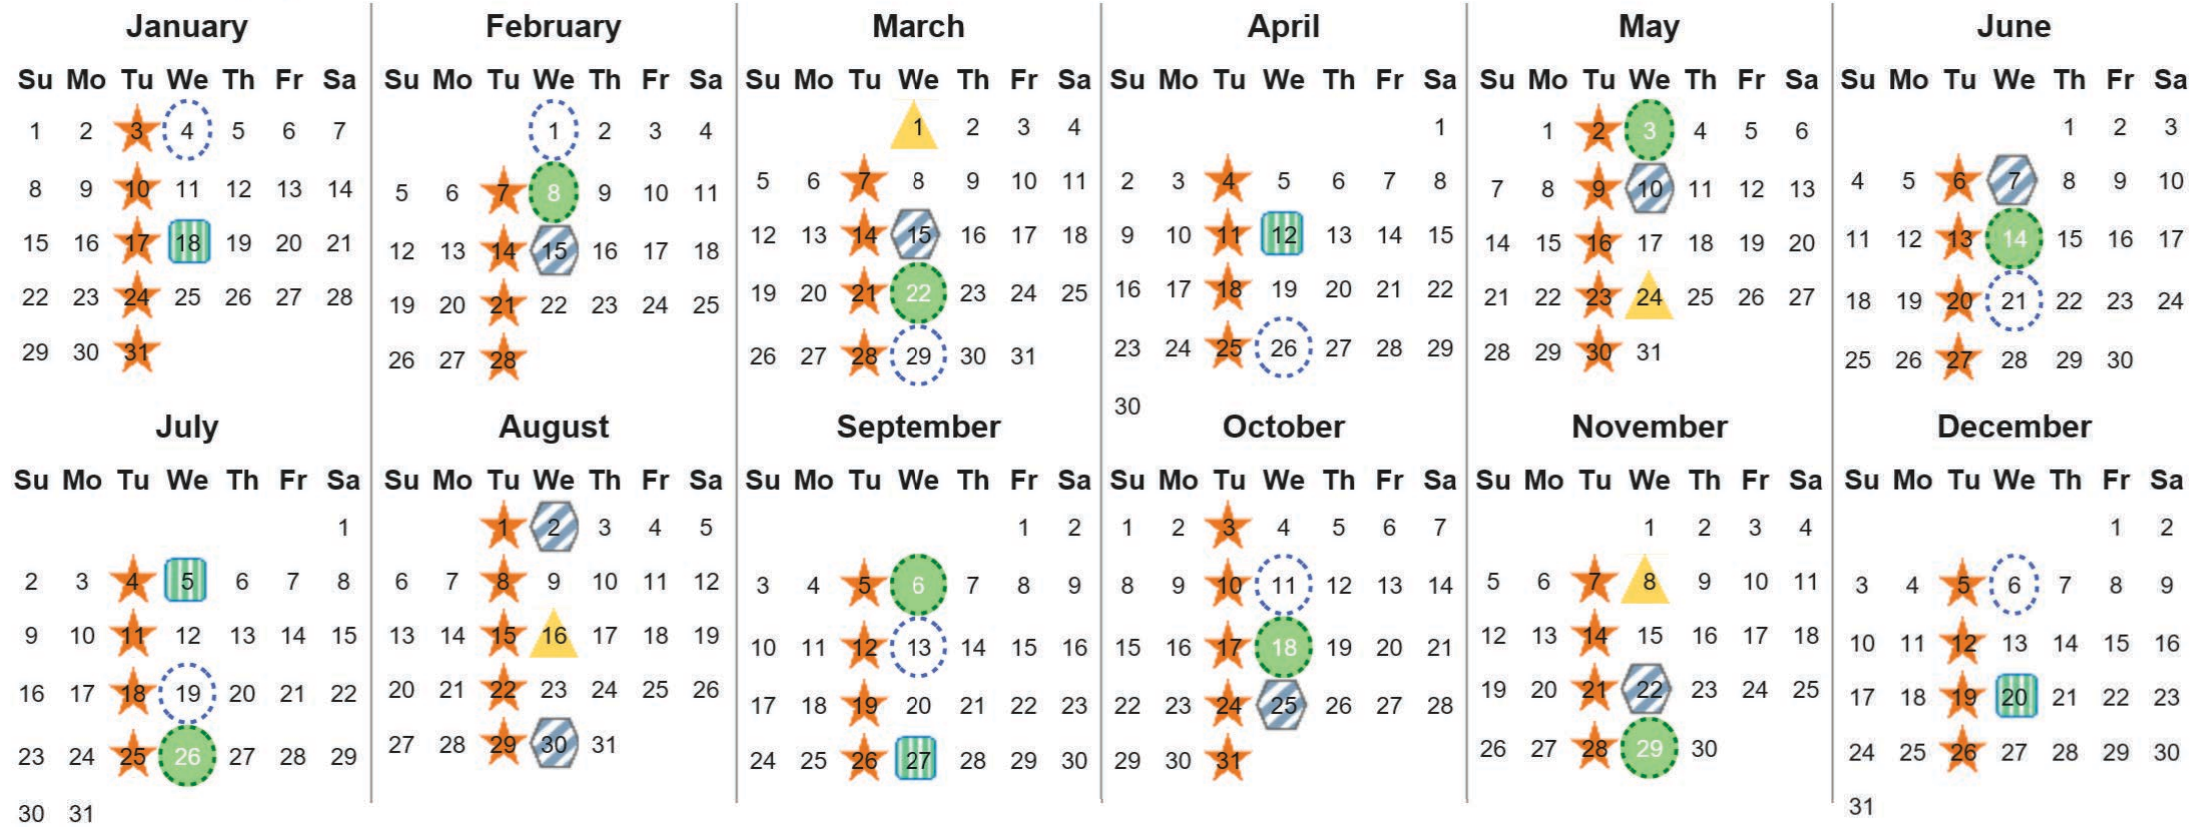 January
Su Mo Tu We Th Fr Sa
1 2 3 4 5 6 7
8 9 10 11 12 13 14
15 16 17 18 19 20 21
22 23 24 25 26 27 28
29 30 31
February
Su Mo Tu We Th Fr Sa
1 2 3 4
5 6 7 8 9 10 11
12 13 14 15 16 17 18
19 20 21 22 23 24 25
26 27 28
March
Su Mo Tu We Th Fr Sa
1 2 3 4
5 6 7 8 9 10 11
12 13 14 15 16 17 18
19 20 21 22 23 24 25
26 27 28 29 30 31
April
Su Mo Tu We Th Fr Sa
1
2 3 4 5 6 7 8
9 10 11 12 13 14 15
16 17 18 19 20 21 22
23 24 25 26 27 28 29
30
May
Su Mo Tu We Th Fr Sa
1 2 3 4 5 6
7 8 9 10 11 12 13
14 15 16 17 18 19 20
21 22 23 24 25 26 27
28 29 30 31
June
Su Mo Tu We Th Fr Sa
1 2 3
4 5 6 7 8 9 10
11 12 13 14 15 16 17
18 19 20 21 22 23 24
25 26 27 28 29 30
July
Su Mo Tu We Th Fr Sa
1
2 3 4 5 6 7 8
9 10 11 12 13 14 15
16 17 18 19 20 21 22
23 24 25 26 27 28 29
30 31
August
Su Mo Tu We Th Fr Sa
1 2 3 4 5
6 7 8 9 10 11 12
13 14 15 16 17 18 19
20 21 22 23 24 25 26
27 28 29 30 31
September
Su Mo Tu We Th Fr Sa
1 2
3 4 5 6 7 8 9
10 11 12 13 14 15 16
17 18 19 20 21 22 23
24 25 26 27 28 29 30
October
Su Mo Tu We Th Fr Sa
1 2 3 4 5 6 7
8 9 10 11 12 13 14
15 16 17 18 19 20 21
22 23 24 25 26 27 28
29 30 31
November
Su Mo Tu We Th Fr Sa
1 2 3 4
5 6 7 8 9 10 11
12 13 14 15 16 17 18
19 20 21 22 23 24 25
26 27 28 29 30
December
Su Mo Tu We Th Fr Sa
1 2
3 4 5 6 7 8 9
10 11 12 13 14 15 16
17 18 19 20 21 22 23
24 25 26 27 28 29 30
31